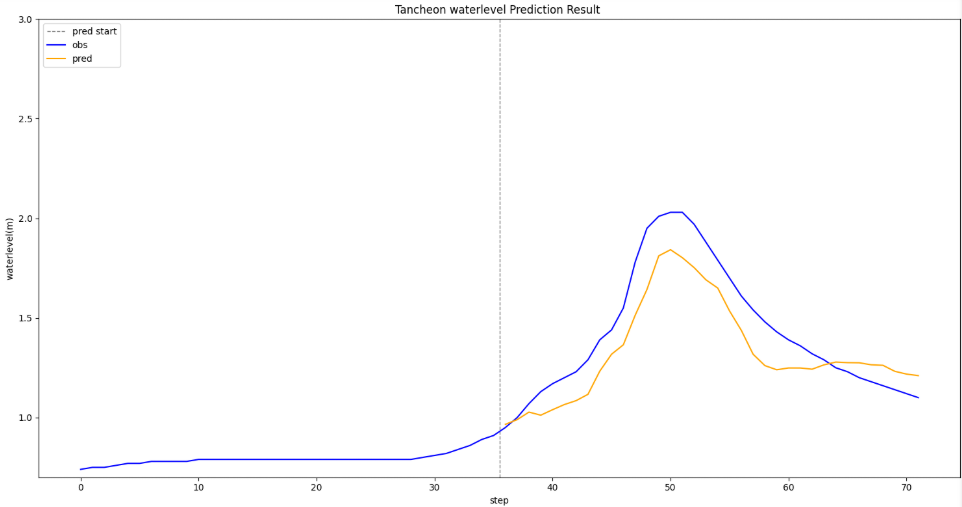 Tancheon waterlevel Prediction Result
pred start
obs
pred
waterlevel(m)
3.0
2.5
2.0
1.5
1.0
0 10 20 30 40 50 60 70
step